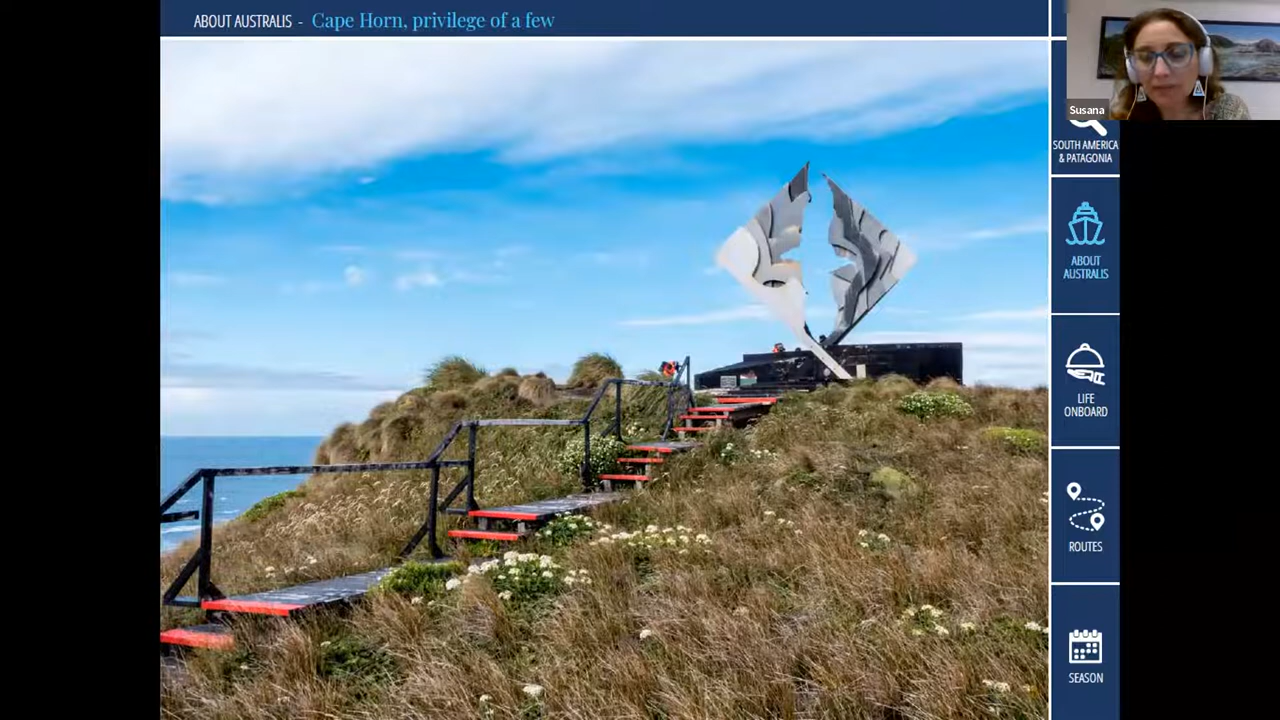 ABOUT AUSTRALIS - Cape Horn, privilege of a few
Susana
SOUTH AMERICA
& PATAGONIA
ABOUT
AUSTRALIS
LIFE
ONBOARD
ROUTES
SEASON